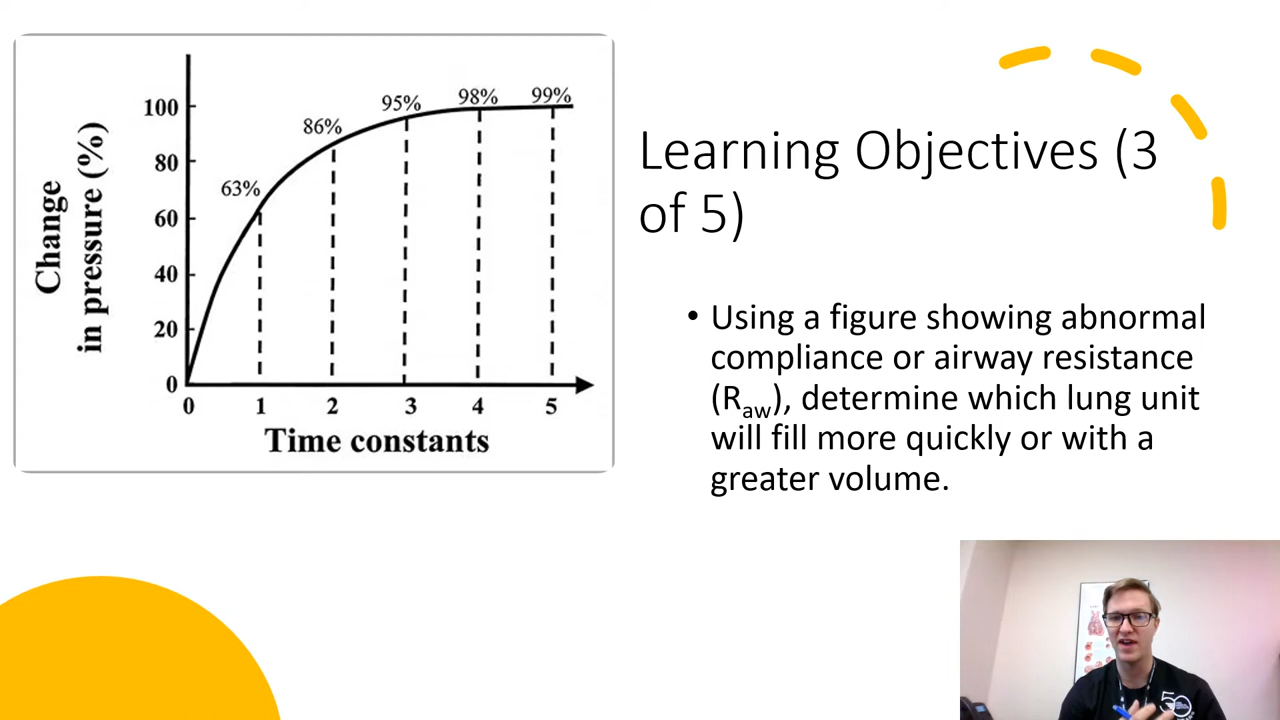 Change
in pressure (%)
100
80
60
40
20
0
63%
86%
95%
98%
99%
0 1 2 3 4 5
Time constants
Learning Objectives (3
of 5)
• Using a figure showing abnormal
compliance or airway resistance
(Raw), determine which lung unit
will fill more quickly or with a
greater volume.
50